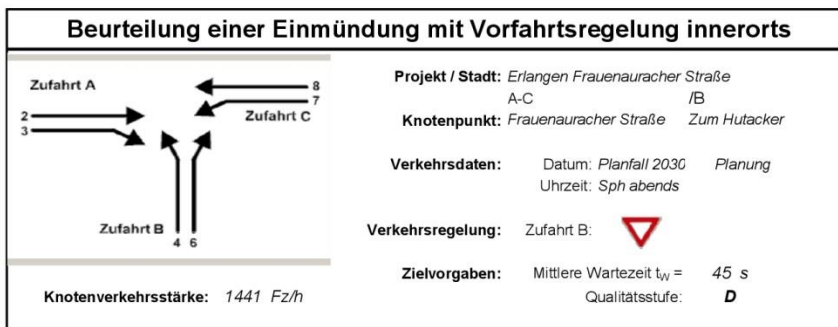 Beurteilung einer Einmündung mit Vorfahrtsregelung innerorts
Zufahrt A
8
7
Zufahrt C
2
3
Zufahrt B
4 6
Knotenverkehrsstärke: 1441 Fz/h
Projekt / Stadt: Erlangen Frauenauracher Straße
A-C /B
Knotenpunkt: Frauenauracher Straße Zum Hutacker
Verkehrsdaten: Datum: Planfall 2030 Planung
Uhrzeit: Sph abends
Verkehrsregelung: Zufahrt B:
Zielvorgaben: Mittlere Wartezeit tW = 45 s
Qualitätsstufe: D